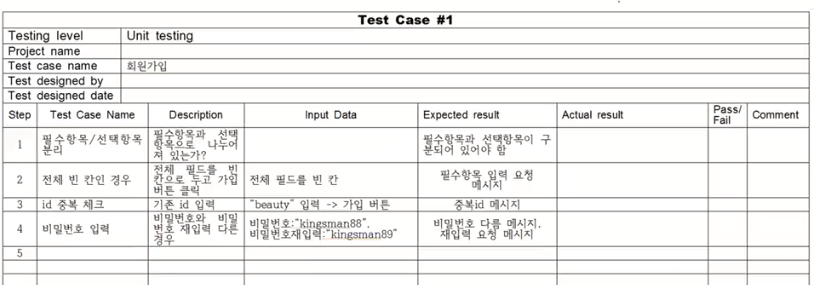 Test Case #1
Testing level Unit testing
Project name
Test case name 회원가입
Test designed by
Test designed date
Step Test Case Name Description Input Data Expected result Actual result Pass/ Fail Comment
1 필수항목/선택항목 분리 필수항목과 선택 항목으로 나누어 져 있는가? 필수항목과 선택항목이 구 분되어 있어야 함
2 전체 빈 칸인 경우 전체 필드를 빈 칸으로 두고 가입 버튼 클릭 전체 필드를 빈 칸 필수항목 입력 요청 메시지
3 id 중복 체크 기존 id 입력 "beauty" 입력 -> 가입 버튼 중복id 메시지
4 비밀번호 입력 비밀번호와 비밀 번호 재입력 다른 경우 비밀번호:"kingsman88", 비밀번호재입력:"kingsman89" 비밀번호 다름 메시지, 재입력 요청 메시지
5